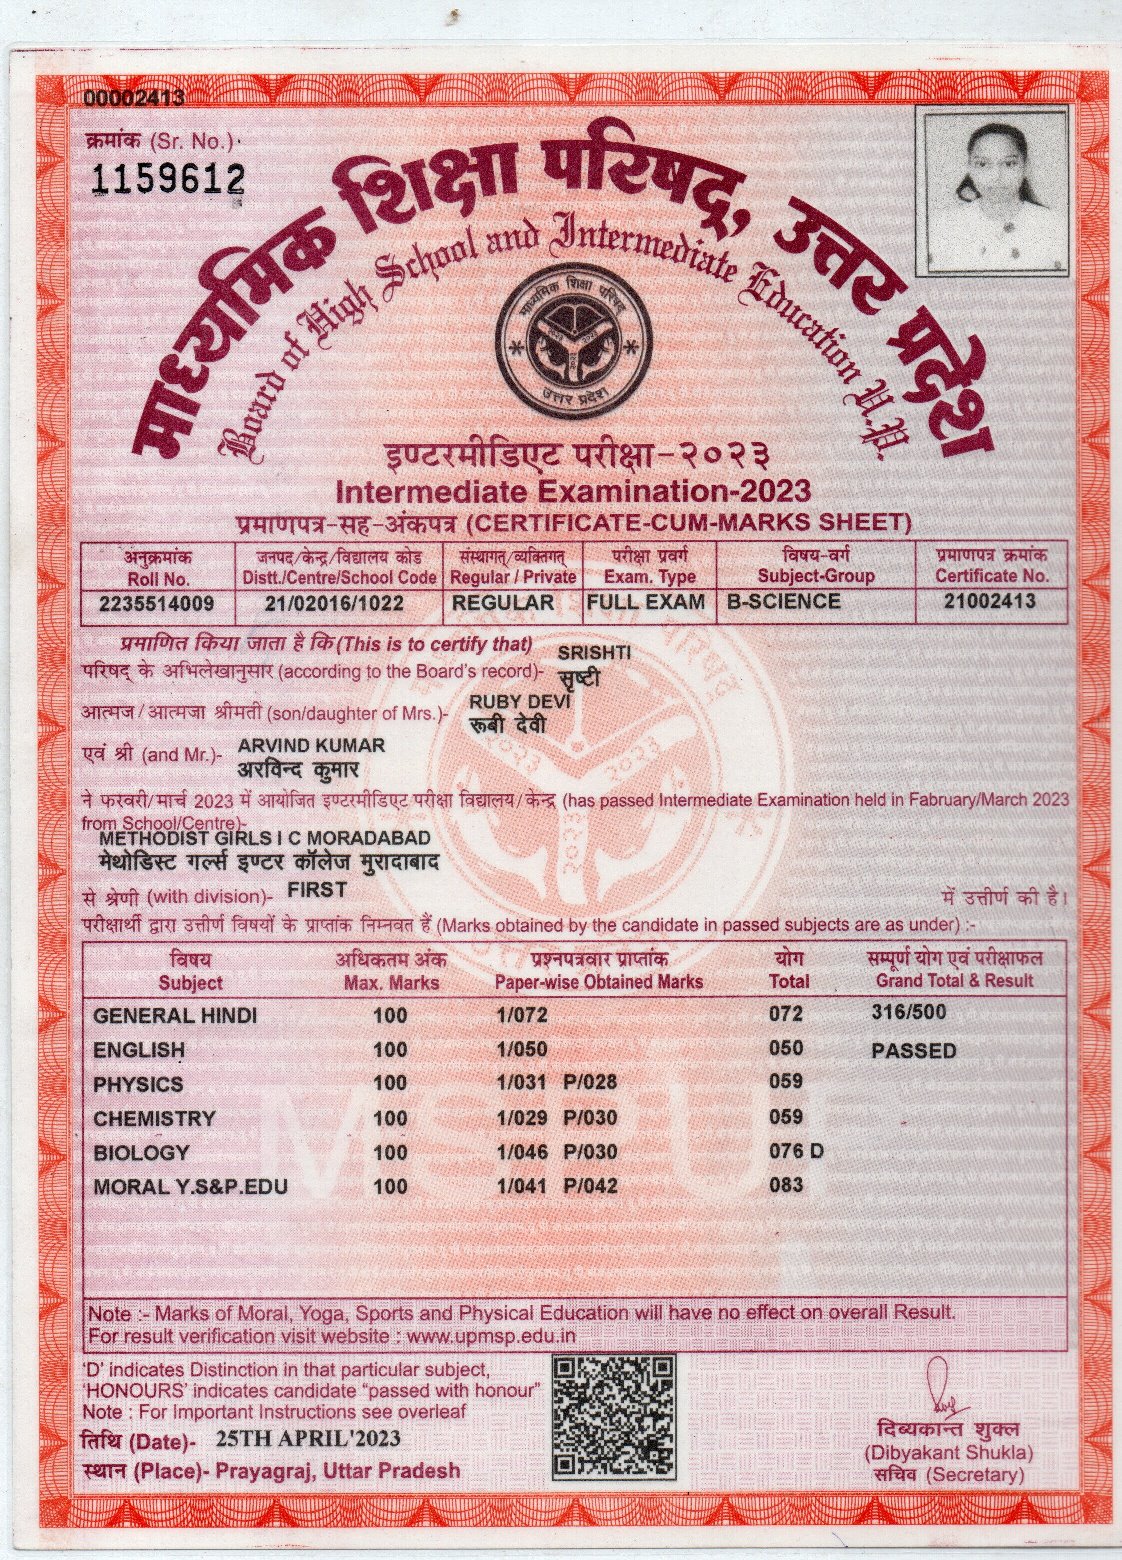 00002413
क्रमांक (Sr. No.)
1159612
माध्यमिक शिक्षा परिषद्, उत्तर प्रदेश
Board of High School and Intermediate Education U.P.
माध्यमिक शिक्षा परिषद्
उत्तर प्रदेश
इण्टरमीडिएट परीक्षा-२०२३
Intermediate Examination-2023
प्रमाणपत्र-सह-अंकपत्र (CERTIFICATE-CUM-MARKS SHEET)
अनुक्रमांक जनपद/केन्द्र/विद्यालय कोड संस्थागत्/व्यक्तिगत् परीक्षा प्रवर्ग विषय-वर्ग प्रमाणपत्र क्रमांक
Roll No. Distt./Centre/School Code Regular / Private Exam. Type Subject-Group Certificate No.
2235514009 21/02016/1022 REGULAR FULL EXAM B-SCIENCE 21002413
प्रमाणित किया जाता है कि (This is to certify that) SRISHTI
परिषद् के अभिलेखानुसार (according to the Board's record)- सृष्टी
RUBY DEVI
आत्मज/आत्मजा श्रीमती (son/daughter of Mrs.)- रूबी देवी
एवं श्री (and Mr.)- ARVIND KUMAR
अरविन्द कुमार
ने फरवरी/मार्च 2023 में आयोजित इण्टरमीडिएट परीक्षा विद्यालय/केन्द्र (has passed Intermediate Examination held in Fabruary/March 2023
from School/Centre)-
METHODIST GIRLS I C MORADABAD
मेथोडिस्ट गर्ल्स इण्टर कॉलेज मुरादाबाद
से श्रेणी (with division)- FIRST में उत्तीर्ण की है।
परीक्षार्थी द्वारा उत्तीर्ण विषयों के प्राप्तांक निम्नवत हैं (Marks obtained by the candidate in passed subjects are as under) :-
विषय अधिकतम अंक प्रश्नपत्रवार प्राप्तांक योग सम्पूर्ण योग एवं परीक्षाफल
Subject Max. Marks Paper-wise Obtained Marks Total Grand Total & Result
GENERAL HINDI 100 1/072 072 316/500
ENGLISH 100 1/050 050 PASSED
PHYSICS 100 1/031 P/028 059
CHEMISTRY 100 1/029 P/030 059
BIOLOGY 100 1/046 P/030 076 D
MORAL Y.S&P.EDU 100 1/041 P/042 083
Note :- Marks of Moral, Yoga, Sports and Physical Education will have no effect on overall Result.
For result verification visit website : www.upmsp.edu.in
'D' indicates Distinction in that particular subject,
'HONOURS' indicates candidate "passed with honour"
Note : For Important Instructions see overleaf
तिथि (Date)- 25TH APRIL'2023
स्थान (Place)- Prayagraj, Uttar Pradesh
दिव्यकान्त शुक्ल
(Dibyakant Shukla)
सचिव (Secretary)